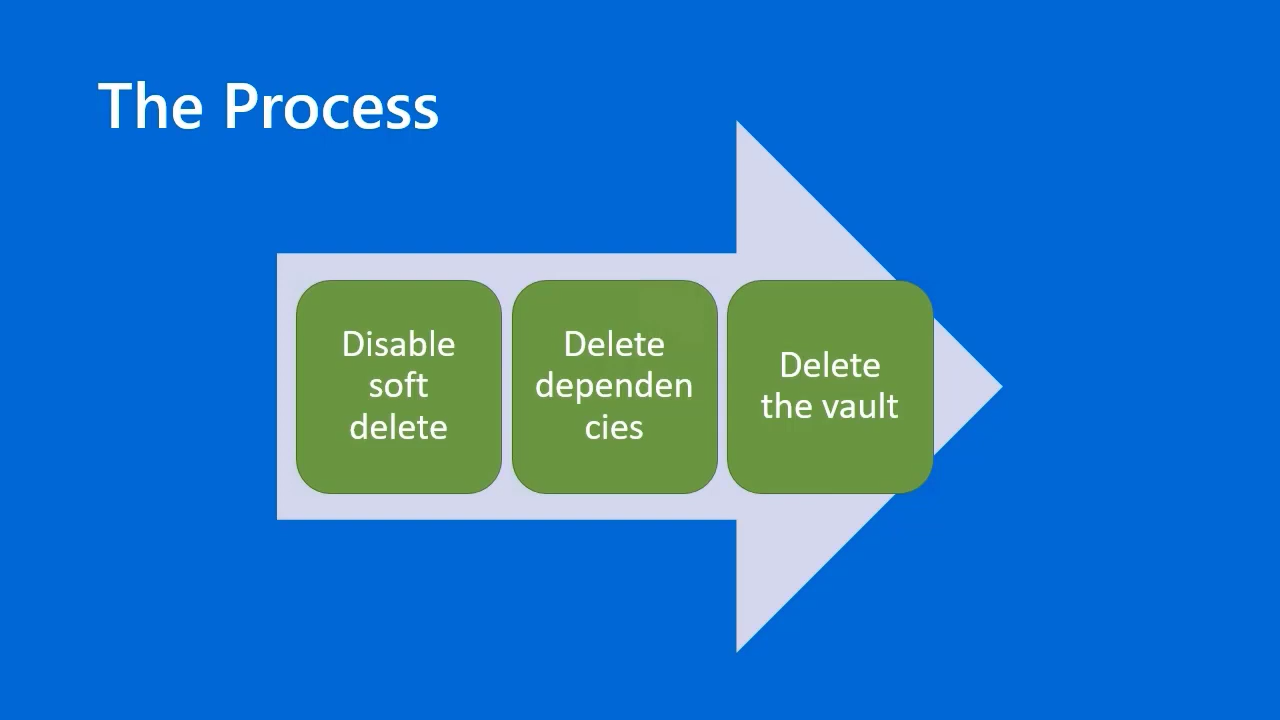 The Process
Disable
soft
delete
Delete
dependen
cies
Delete
the vault